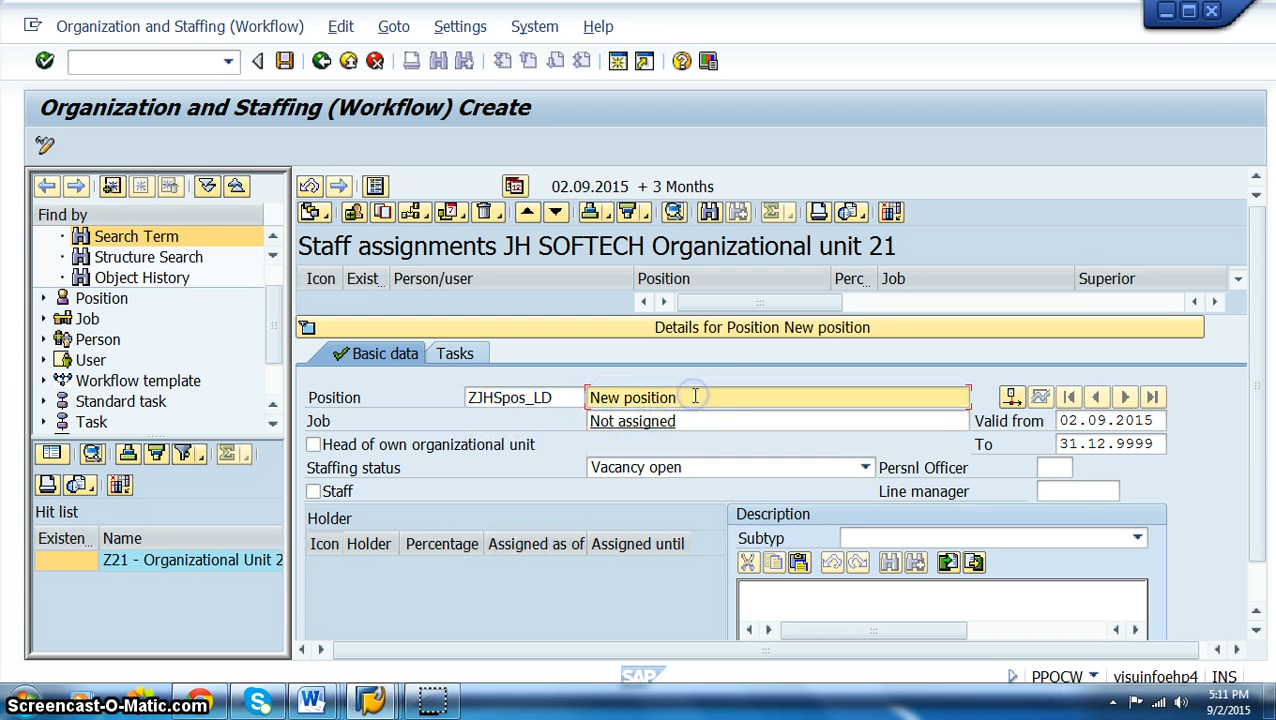 Organization and Staffing (Workflow) Edit Goto Settings System Help
Organization and Staffing (Workflow) Create
Find by
Search Term
Structure Search
Object History
Position
Job
Person
User
Workflow template
Standard task
Task
Hit list
Existen... Name
Z21 - Organizational Unit 2
02.09.2015 + 3 Months
Staff assignments JH SOFTECH Organizational unit 21
Icon Exist... Person/user Position Perc... Job Superior
Details for Position New position
Basic data Tasks
Position ZJHSpos_LD New position
Job Not assigned Valid from 02.09.2015
Head of own organizational unit To 31.12.9999
Staffing status Vacancy open Persnl Officer
Staff Line manager
Holder
Icon Holder Percentage Assigned as of Assigned until
Description
Subtyp
SAP
PPOCW visuinfoehp4 INS
Screencast-O-Matic.com
5:11 PM
9/2/2015